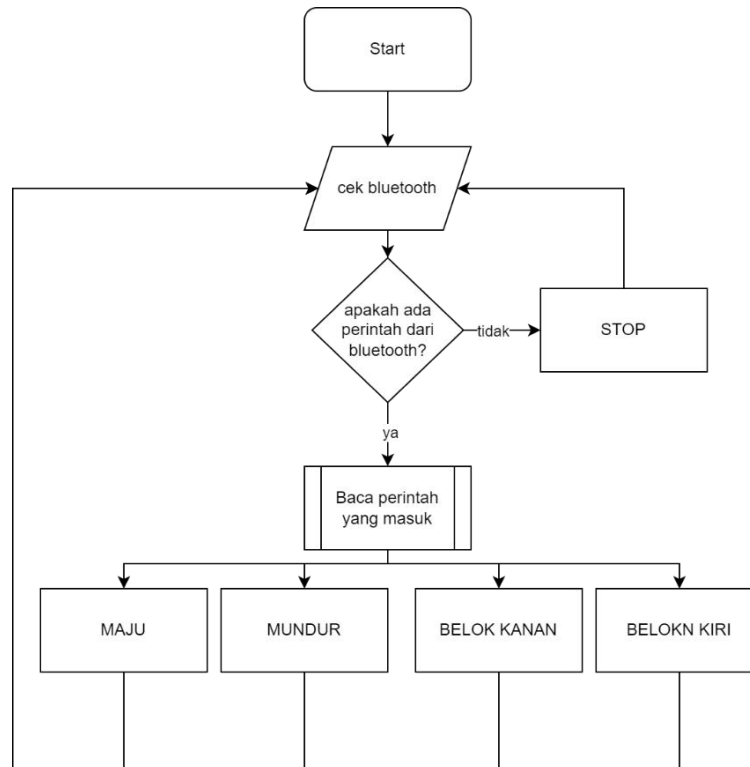 Start
cek bluetooth
apakah ada
perintah dari
bluetooth?
tidak
STOP
ya
Baca perintah
yang masuk
MAJU
MUNDUR
BELOK KANAN
BELOKN KIRI